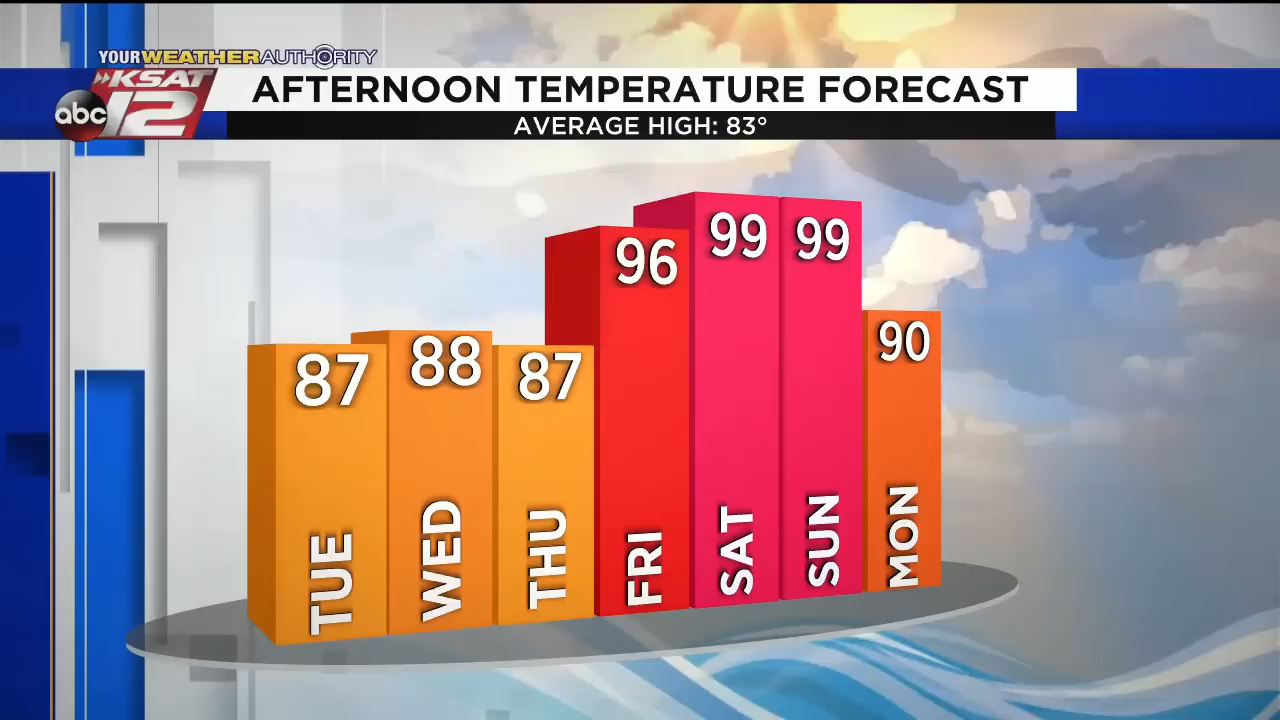 YOUR WEATHER AUTHORITY
KSAT
abc 12
AFTERNOON TEMPERATURE FORECAST
AVERAGE HIGH: 83°
87
88
87
96
99
99
90
TUE
WED
THU
FRI
SAT
SUN
MON